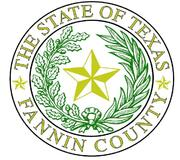 THE STATE OF TEXAS
FANNIN COUNTY